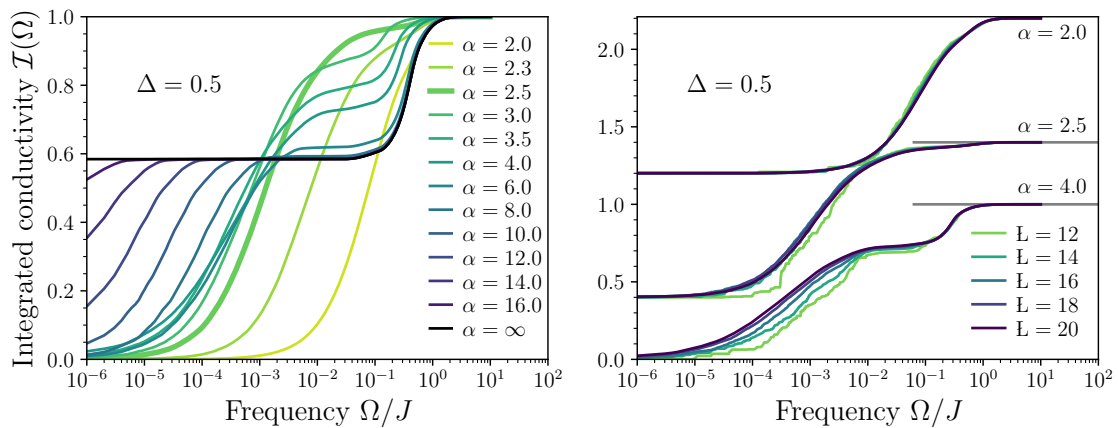 Integrated conductivity I(Ω)
1.0
0.8
0.6
0.4
0.2
0.0
Δ = 0.5
α = 2.0
α = 2.3
α = 2.5
α = 3.0
α = 3.5
α = 4.0
α = 6.0
α = 8.0
α = 10.0
α = 12.0
α = 14.0
α = 16.0
α = ∞
10⁻⁶ 10⁻⁵ 10⁻⁴ 10⁻³ 10⁻² 10⁻¹ 10⁰ 10¹ 10²
Frequency Ω/J
2.0
1.6
1.2
0.8
0.4
0.0
Δ = 0.5
α = 2.0
α = 2.5
α = 4.0
Ł = 12
Ł = 14
Ł = 16
Ł = 18
Ł = 20
10⁻⁶ 10⁻⁵ 10⁻⁴ 10⁻³ 10⁻² 10⁻¹ 10⁰ 10¹ 10²
Frequency Ω/J